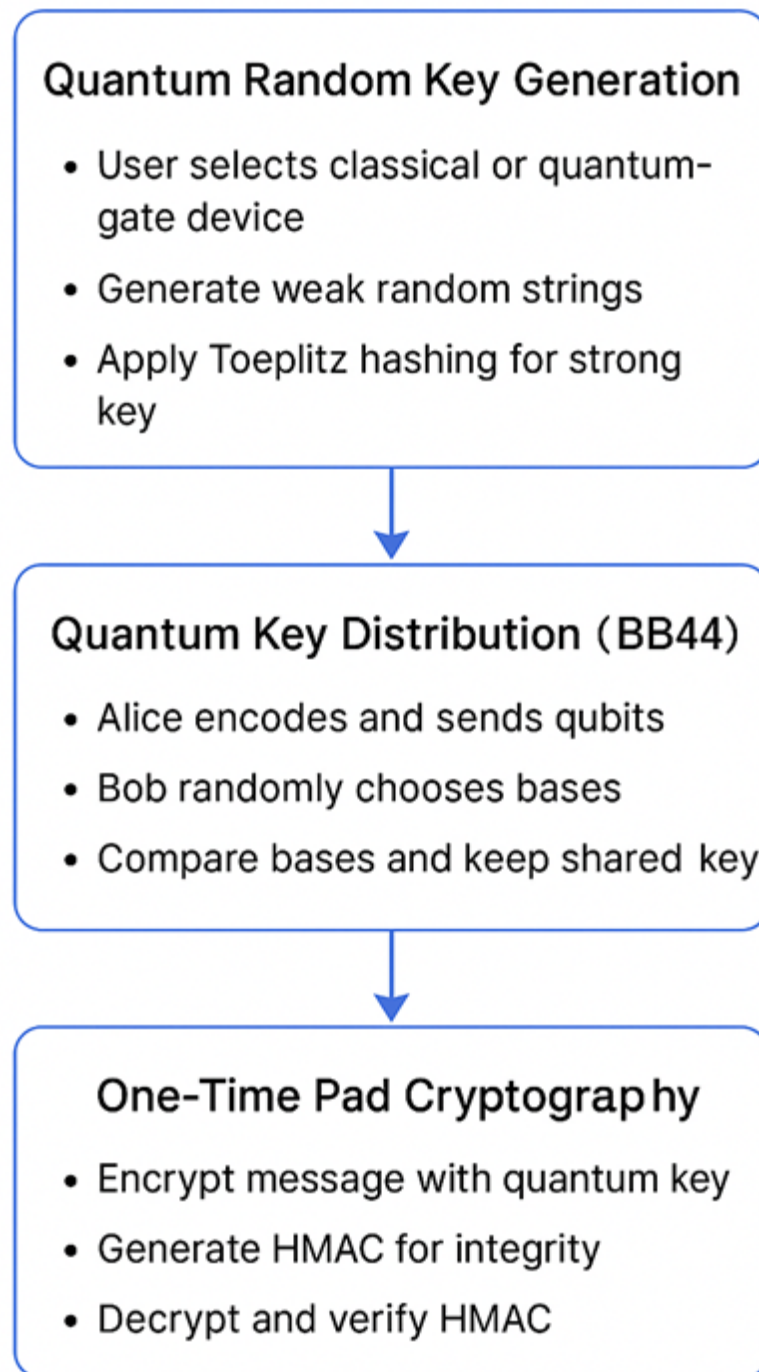 Quantum Random Key Generation
• User selects classical or quantum-
gate device
• Generate weak random strings
• Apply Toeplitz hashing for strong
key
Quantum Key Distribution (BB44)
• Alice encodes and sends qubits
• Bob randomly chooses bases
• Compare bases and keep shared key
One-Time Pad Cryptography
• Encrypt message with quantum key
• Generate HMAC for integrity
• Decrypt and verify HMAC